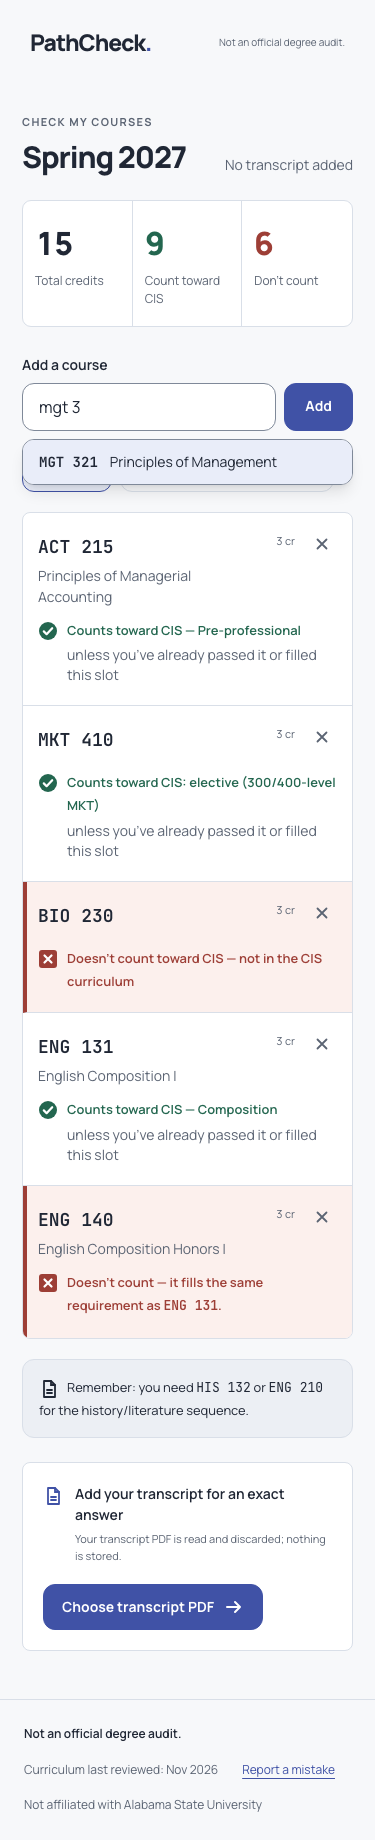 PathCheck.
Not an official degree audit.
CHECK MY COURSES
Spring 2027
No transcript added
15
9
6
Total credits
Count toward
CIS
Don't count
Add a course
mgt 3
Add
MGT 321 Principles of Management
ACT 215
3 cr
Principles of Managerial
Accounting
Counts toward CIS — Pre-professional
unless you've already passed it or filled
this slot
MKT 410
3 cr
Counts toward CIS: elective (300/400-level
MKT)
unless you've already passed it or filled
this slot
BIO 230
3 cr
Doesn't count toward CIS — not in the CIS
curriculum
ENG 131
3 cr
English Composition I
Counts toward CIS — Composition
unless you've already passed it or filled
this slot
ENG 140
3 cr
English Composition Honors I
Doesn't count — it fills the same
requirement as ENG 131.
Remember: you need HIS 132 or ENG 210
for the history/literature sequence.
Add your transcript for an exact
answer
Your transcript PDF is read and discarded; nothing
is stored.
Choose transcript PDF
Not an official degree audit.
Curriculum last reviewed: Nov 2026
Report a mistake
Not affiliated with Alabama State University